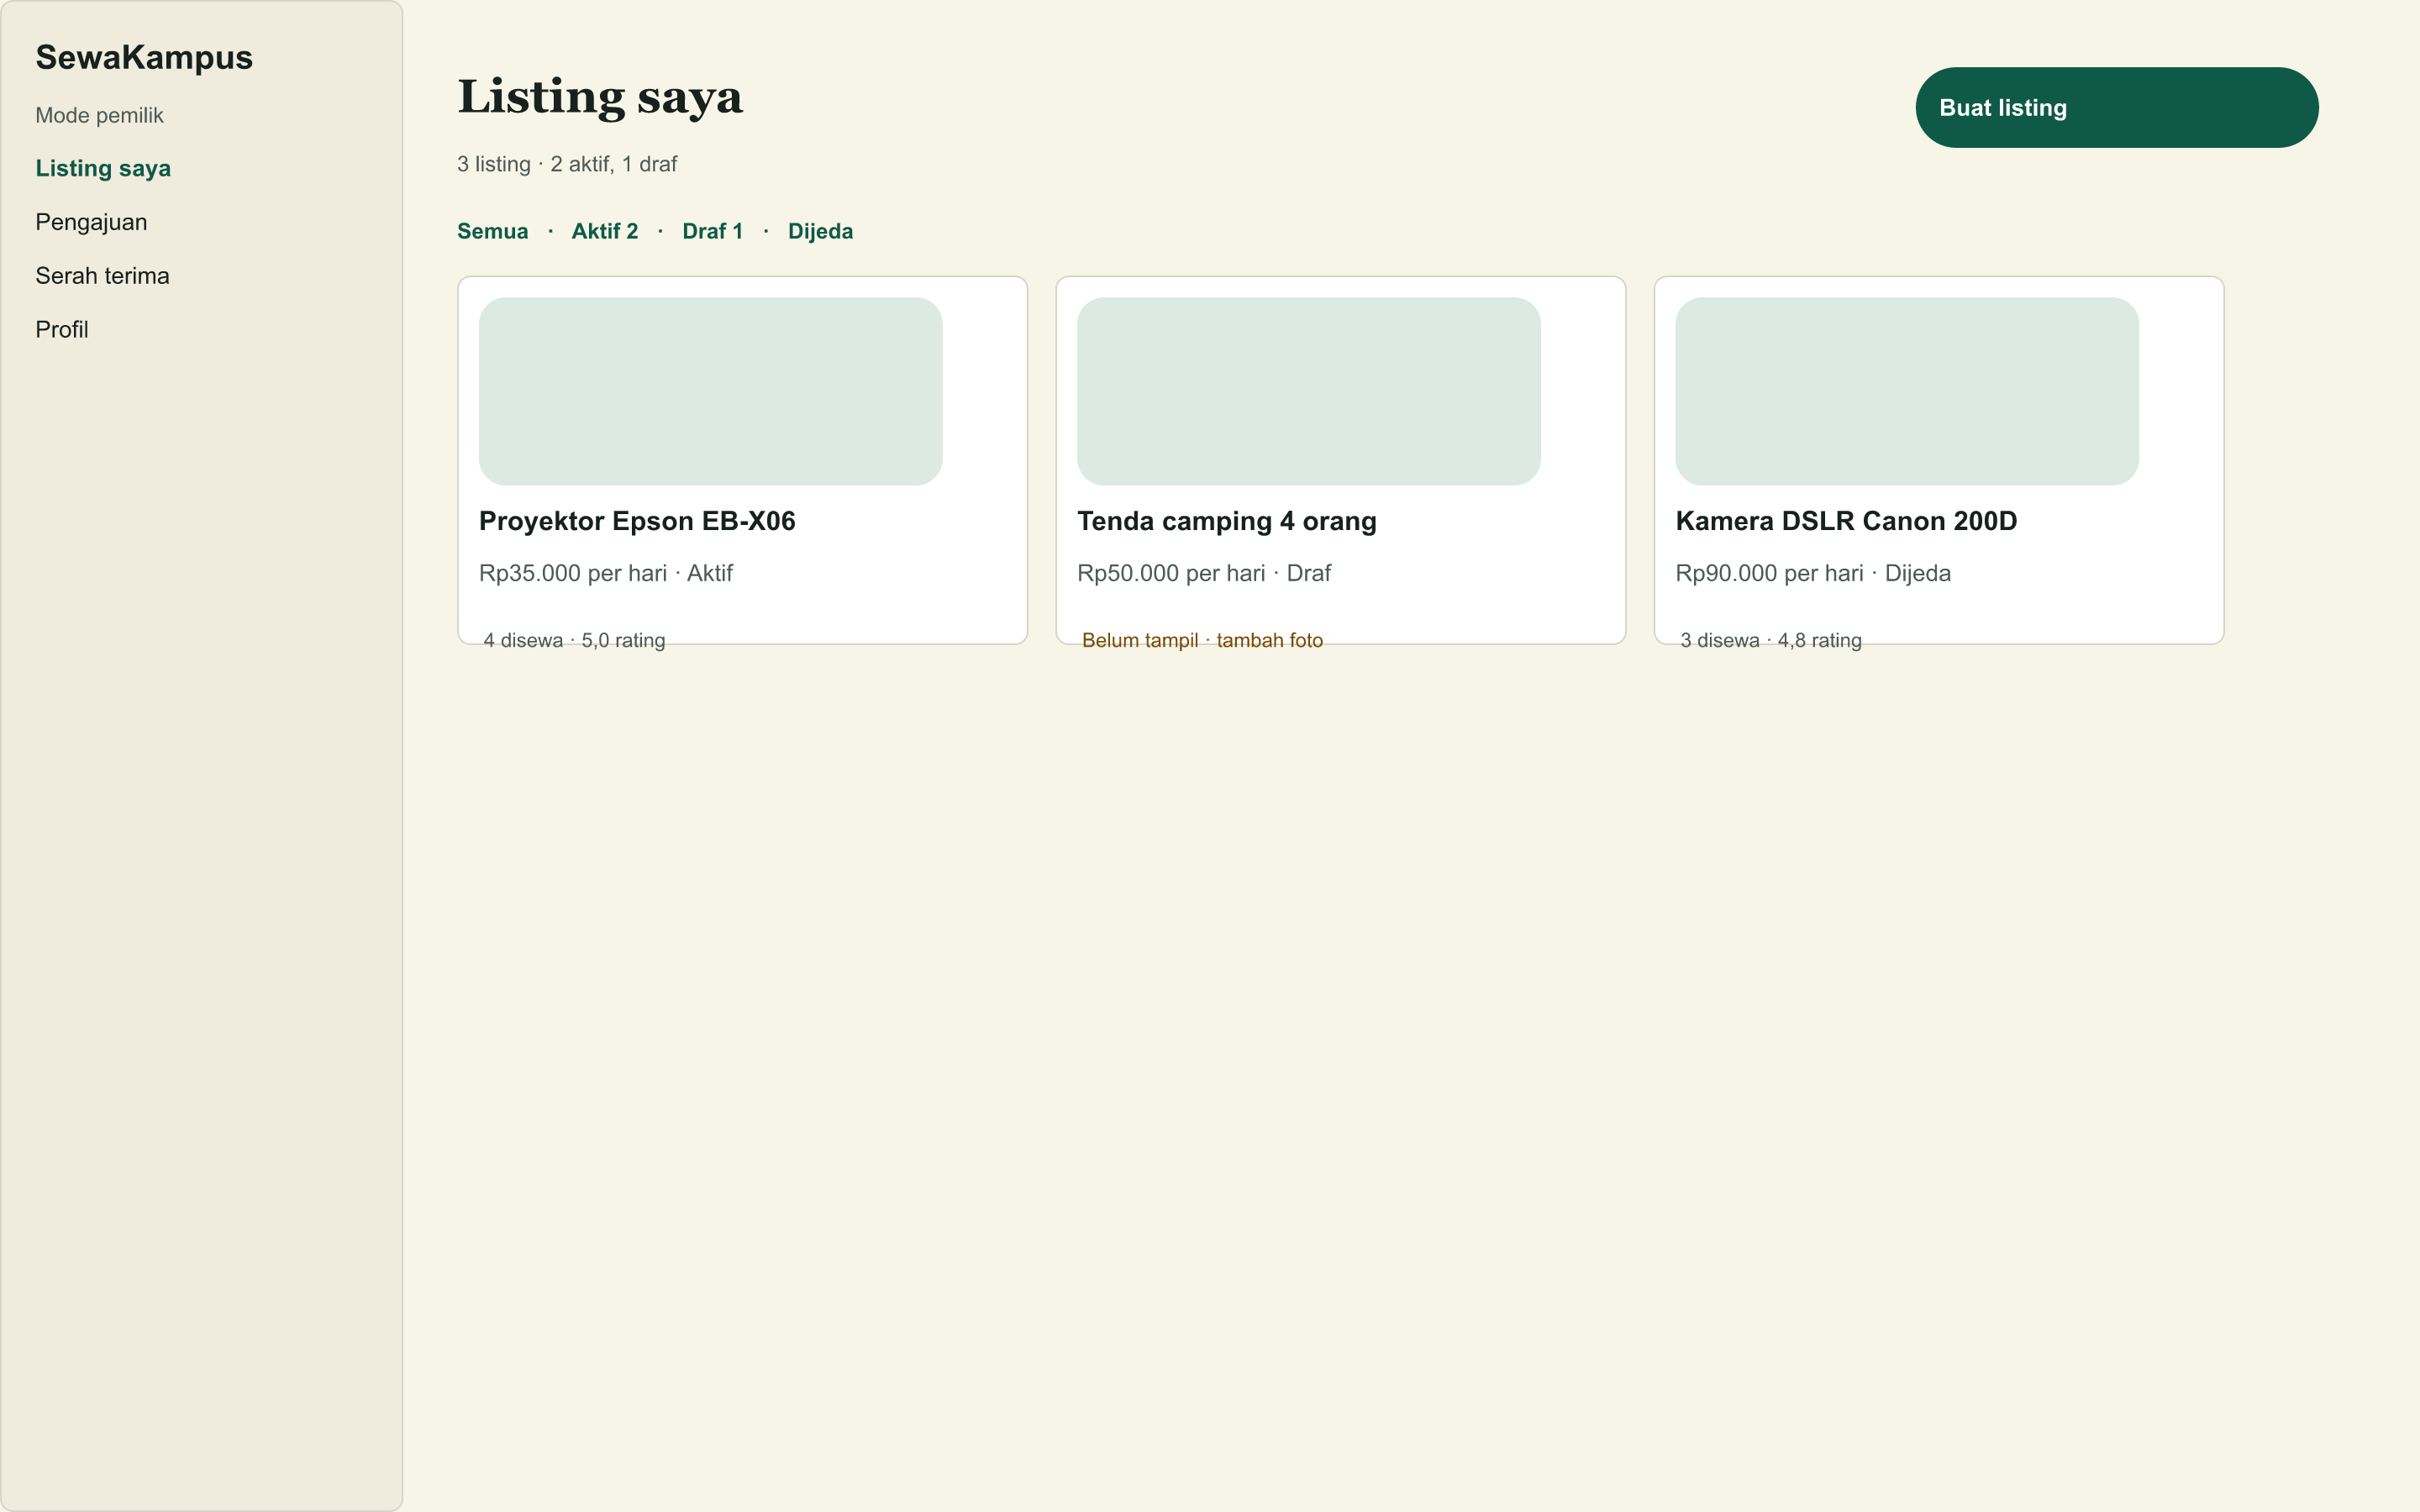 SewaKampus
Mode pemilik
Listing saya
Pengajuan
Serah terima
Profil
Listing saya
3 listing · 2 aktif, 1 draf
Buat listing
Semua · Aktif 2 · Draf 1 · Dijeda
Proyektor Epson EB-X06
Rp35.000 per hari · Aktif
4 disewa · 5,0 rating
Tenda camping 4 orang
Rp50.000 per hari · Draf
Belum tampil · tambah foto
Kamera DSLR Canon 200D
Rp90.000 per hari · Dijeda
3 disewa · 4,8 rating